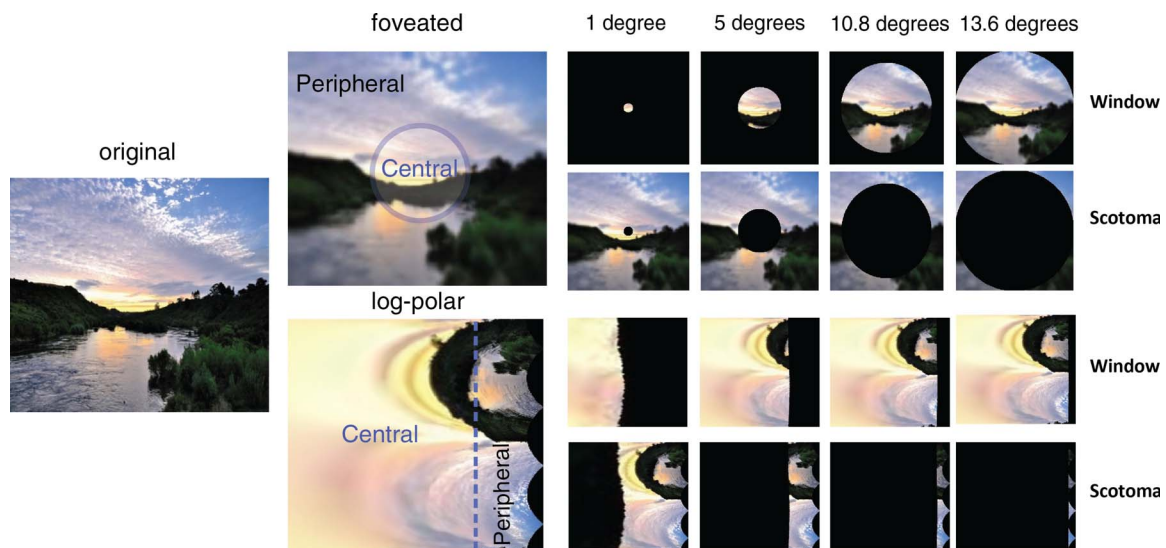 original
foveated
Peripheral
Central
log-polar
Central
Peripheral
1 degree
5 degrees
10.8 degrees
13.6 degrees
Window
Scotoma
Window
Scotoma